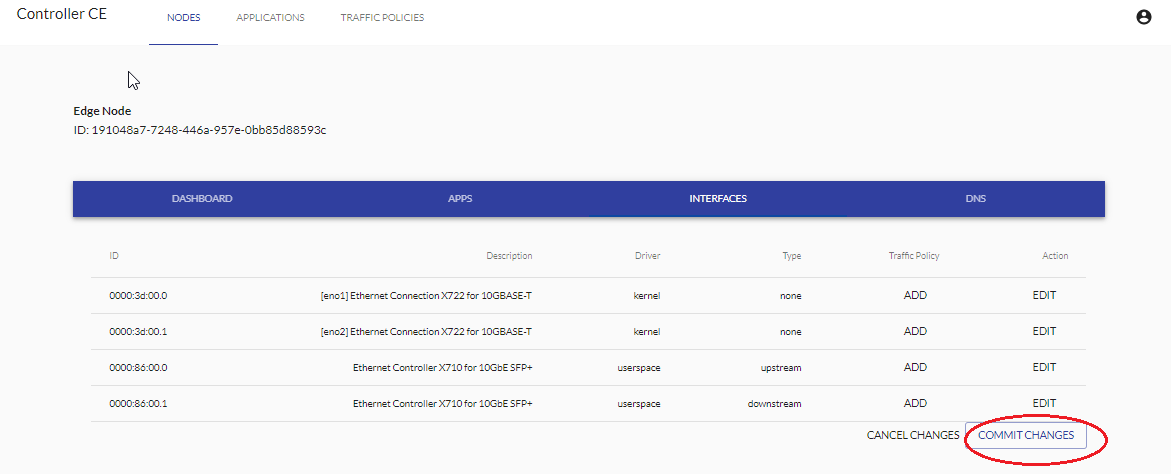 Controller CE NODES APPLICATIONS TRAFFIC POLICIES
Edge Node
ID: 191048a7-7248-446a-957e-0bb85d88593c
DASHBOARD APPS INTERFACES DNS
ID Description Driver Type Traffic Policy Action
0000:3d:00.0 [eno1] Ethernet Connection X722 for 10GBASE-T kernel none ADD EDIT
0000:3d:00.1 [eno2] Ethernet Connection X722 for 10GBASE-T kernel none ADD EDIT
0000:86:00.0 Ethernet Controller X710 for 10GbE SFP+ userspace upstream ADD EDIT
0000:86:00.1 Ethernet Controller X710 for 10GbE SFP+ userspace downstream ADD EDIT
CANCEL CHANGES COMMIT CHANGES